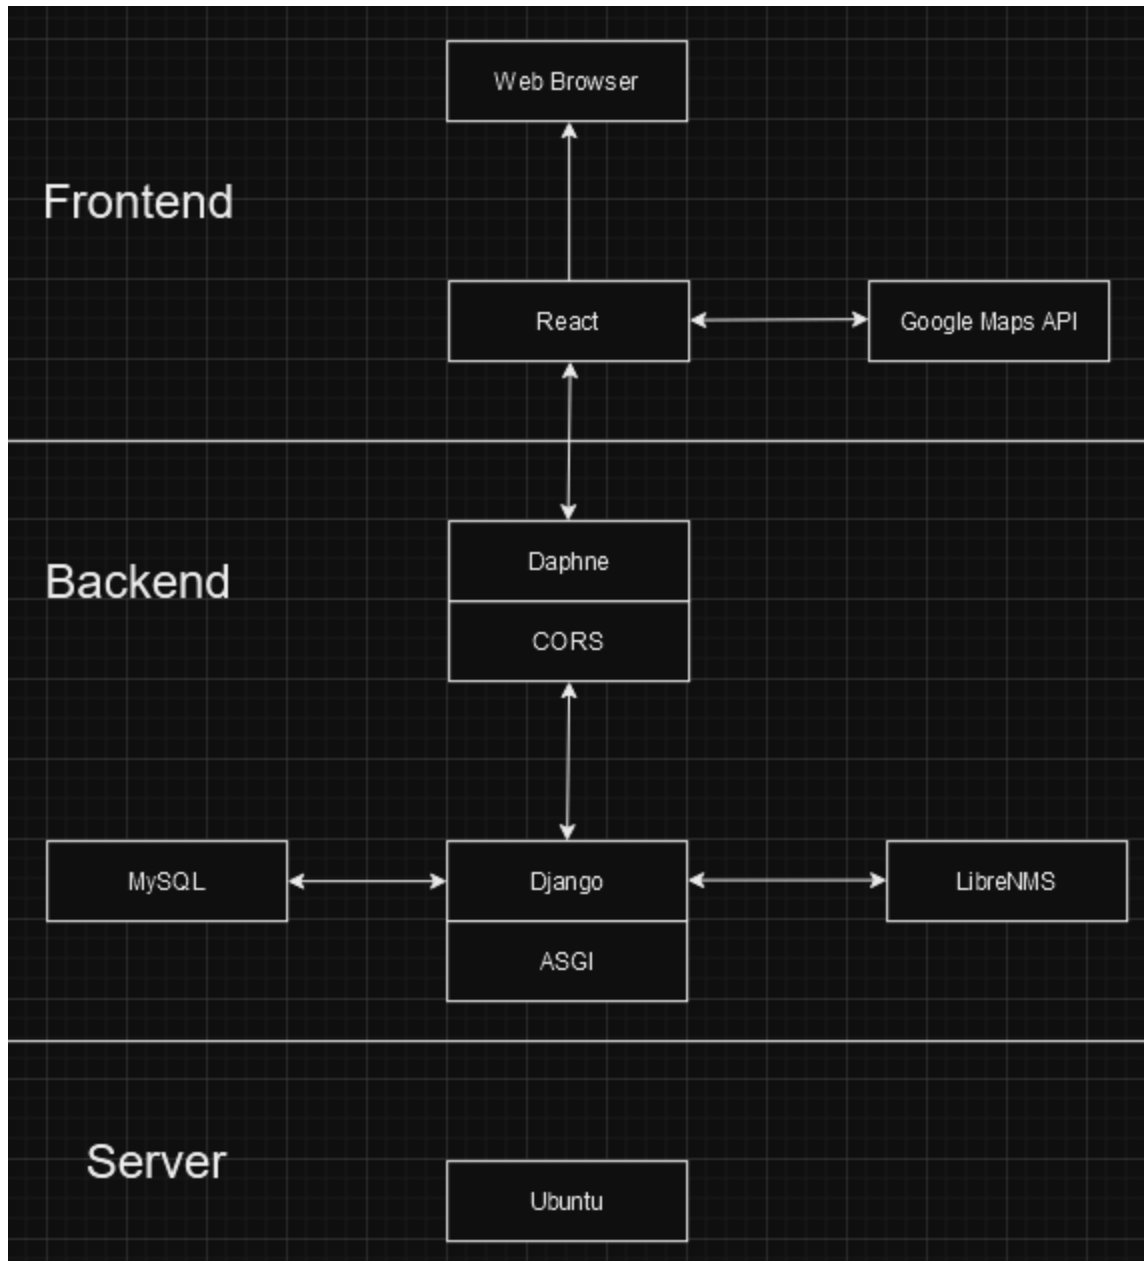 Web Browser
Frontend
React
Google Maps API
Backend
Daphne
CORS
MySQL
Django
LibreNMS
ASGI
Server
Ubuntu